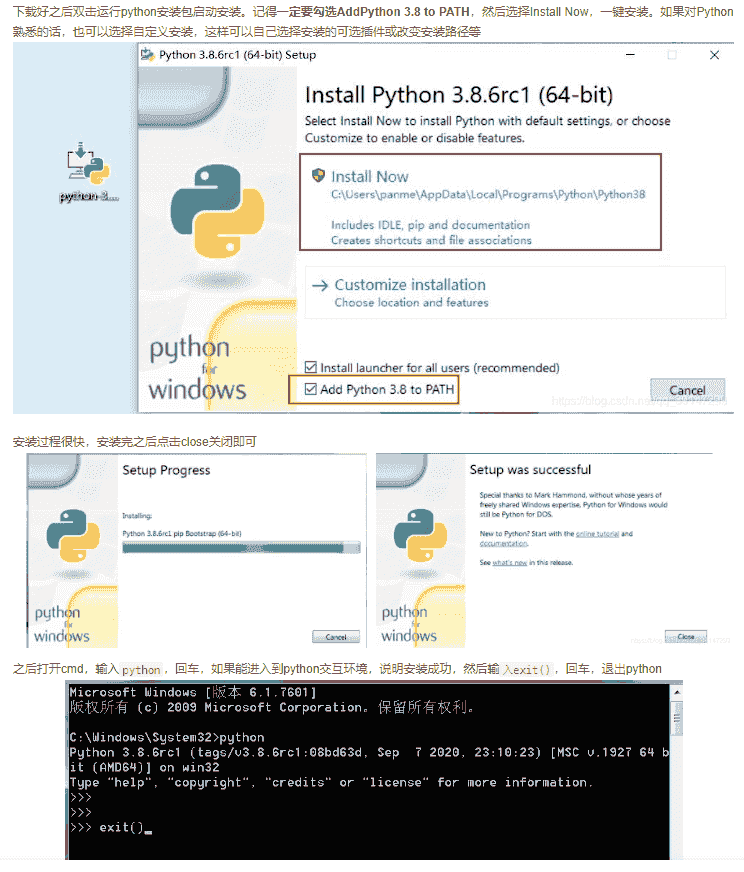 下载好之后双击运行python安装包启动安装。记得一定要勾选AddPython 3.8 to PATH，然后选择Install Now，一键安装。如果对Python
熟悉的话，也可以选择自定义安装，这样可以自己选择安装的可选插件或改变安装路径等
Python 3.8.6rc1 (64-bit) Setup
Install Python 3.8.6rc1 (64-bit)
Select Install Now to install Python with default settings, or choose
Customize to enable or disable features.
Install Now
C:\Users\panme\AppData\Local\Programs\Python\Python38
Includes IDLE, pip and documentation
Creates shortcuts and file associations
python-3....
Customize installation
Choose location and features
python
for
windows
Install launcher for all users (recommended)
Add Python 3.8 to PATH
Cancel
安装过程很快，安装完之后点击close关闭即可
Setup Progress
Installing:
Python 3.8.6rc1 pip Bootstrap (64-bit)
python
for
windows
Cancel
Setup was successful
Special thanks to Mark Hammond, without whose years of
freely shared Windows expertise, Python for Windows would
still be Python for DOS.
New to Python? Start with the online tutorial and
documentation.
See what's new in this release.
python
for
windows
Close
之后打开cmd，输入python，回车，如果能进入到python交互环境，说明安装成功，然后输入exit()，回车，退出python
Microsoft Windows [版本 6.1.7601]
版权所有 (c) 2009 Microsoft Corporation。保留所有权利。
C:\Windows\System32>python
Python 3.8.6rc1 (tags/v3.8.6rc1:08bd63d, Sep  7 2020, 23:10:23) [MSC v.1927 64 b
it (AMD64)] on win32
Type "help", "copyright", "credits" or "license" for more information.
>>>
>>>
>>> exit()_